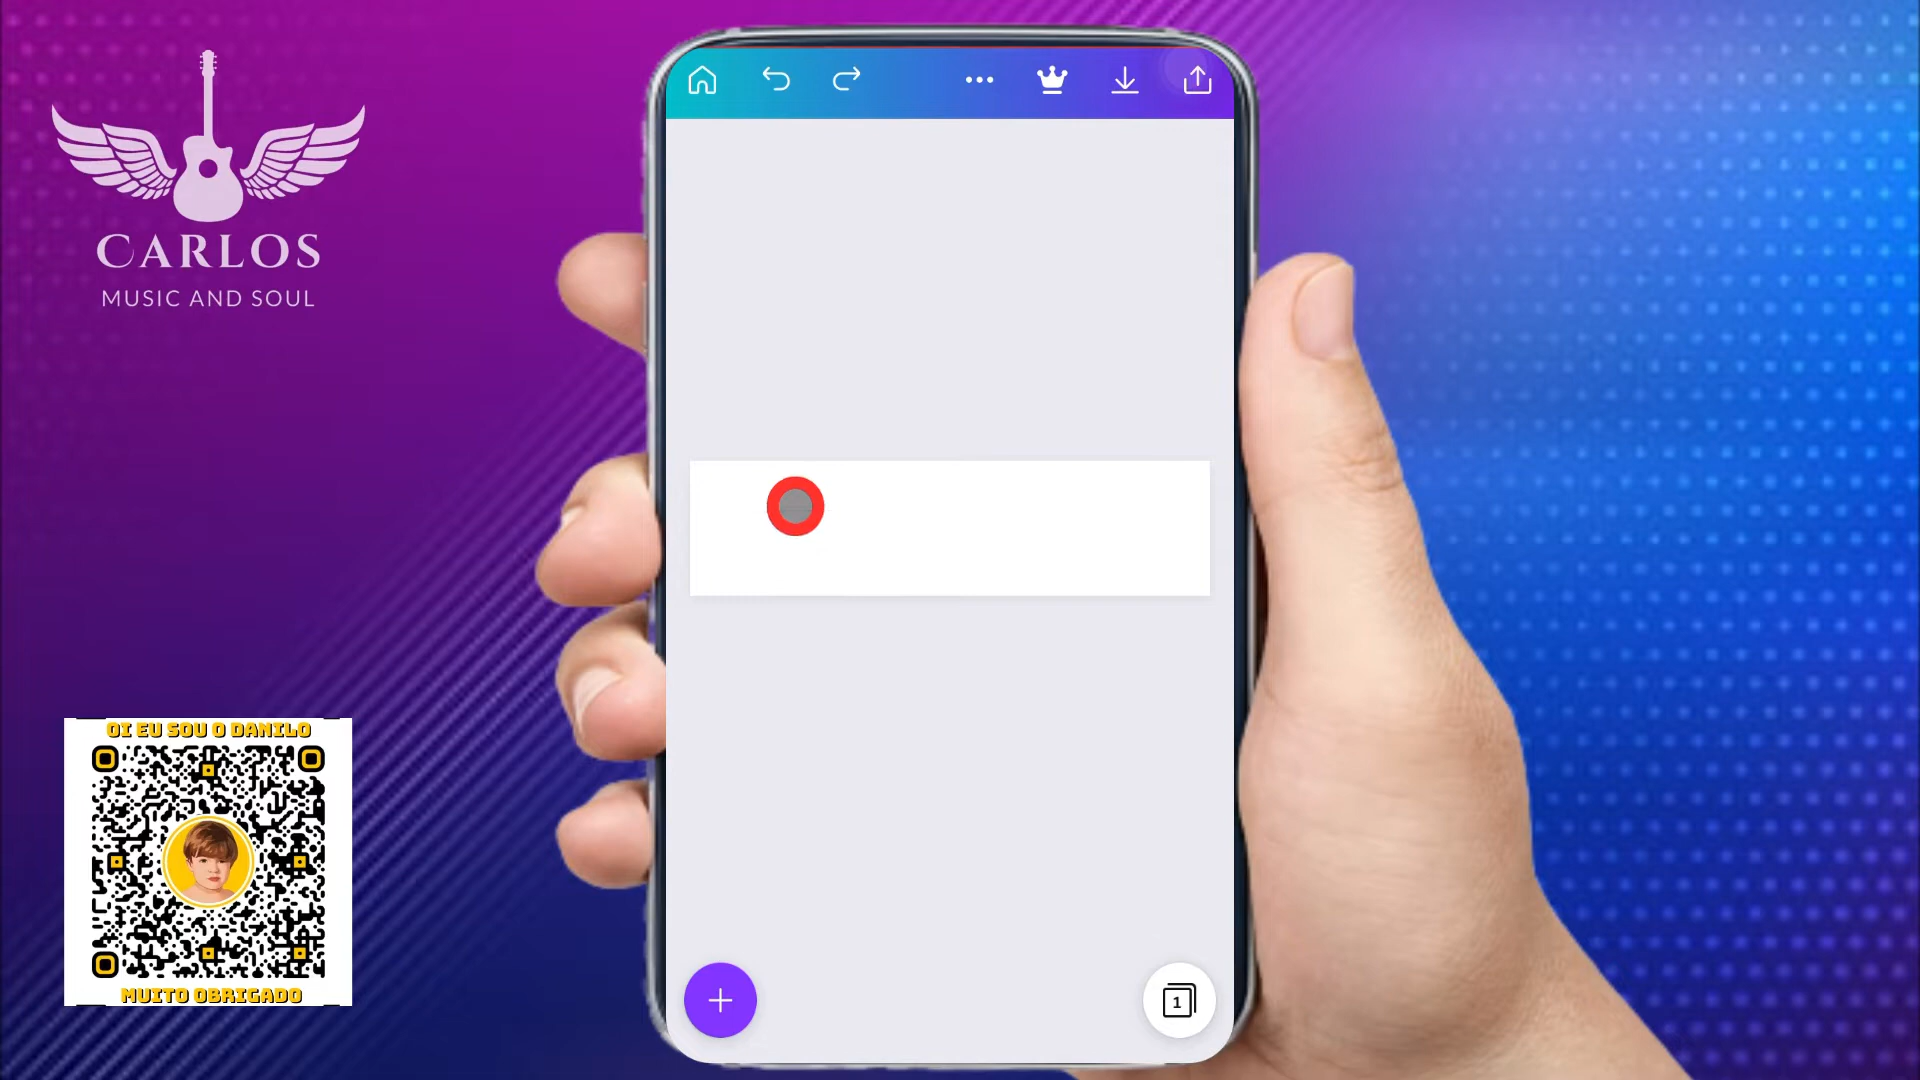 CARLOS
MUSIC AND SOUL
OI EU SOU O DANILO
MUITO OBRIGADO
1